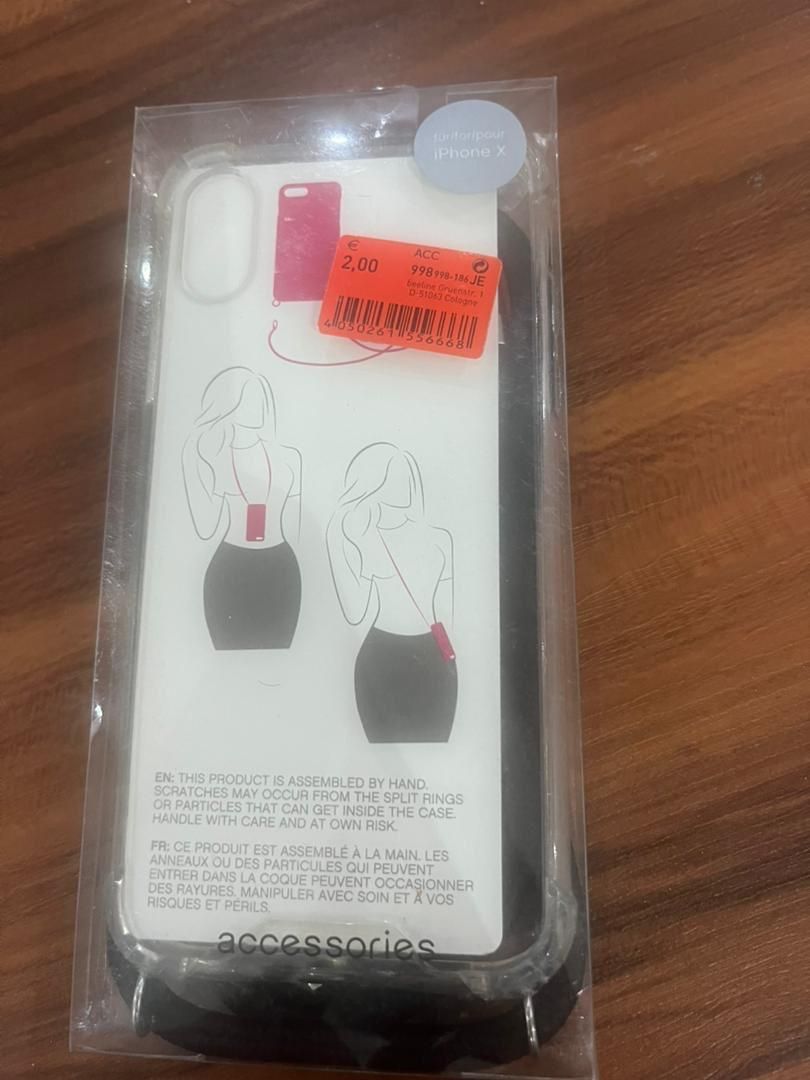 für/for/pour
iPhone X
€
2,00
ACC
998998-186JE
beeline Gruenstr. 1
D-51063 Cologne
4 050261 556668
EN: THIS PRODUCT IS ASSEMBLED BY HAND.
SCRATCHES MAY OCCUR FROM THE SPLIT RINGS
OR PARTICLES THAT CAN GET INSIDE THE CASE.
HANDLE WITH CARE AND AT OWN RISK.
FR: CE PRODUIT EST ASSEMBLÉ À LA MAIN. LES
ANNEAUX OU DES PARTICULES QUI PEUVENT
ENTRER DANS LA COQUE PEUVENT OCCASIONNER
DES RAYURES. MANIPULER AVEC SOIN ET À VOS
RISQUES ET PÉRILS.
accessories